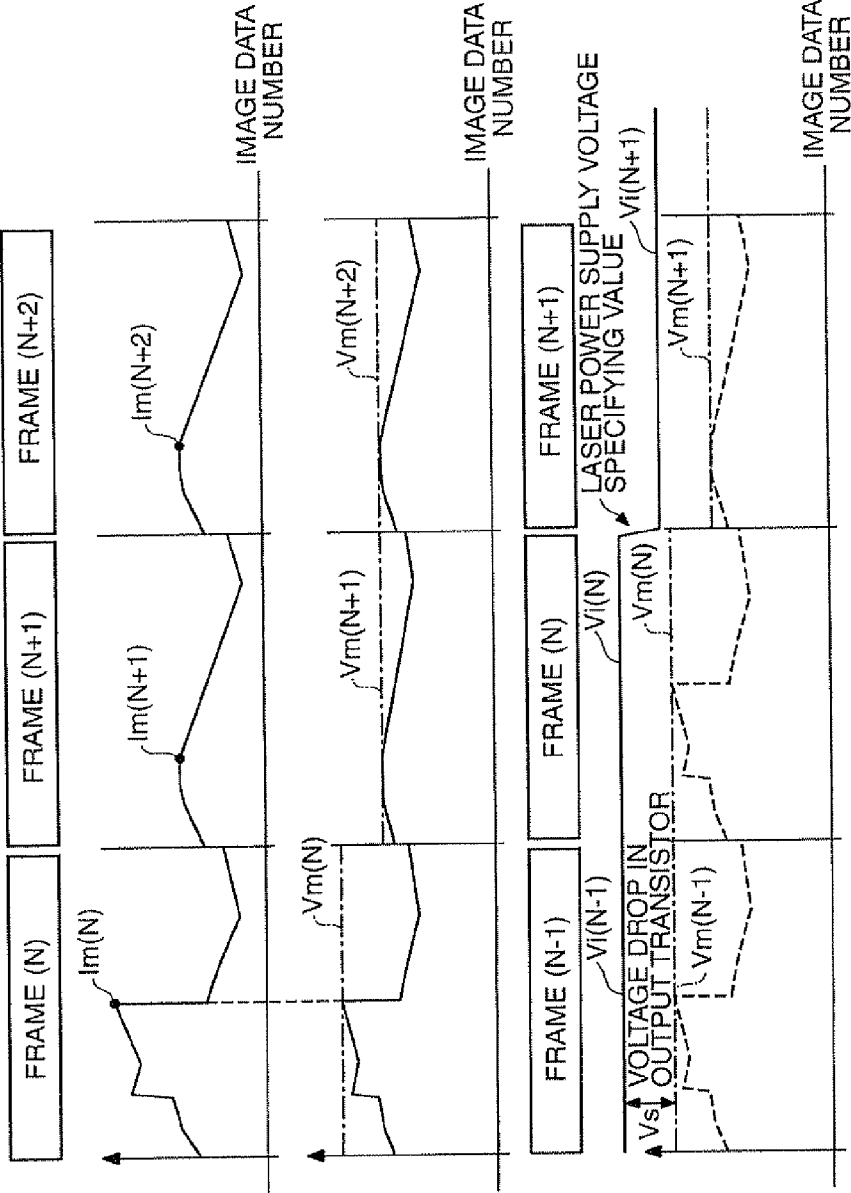 FRAME (N)
FRAME (N+1)
FRAME (N+2)
Im(N)
Im(N+1)
Im(N+2)
IMAGE DATA
NUMBER
Vm(N)
Vm(N+1)
Vm(N+2)
IMAGE DATA
NUMBER
FRAME (N-1)
FRAME (N)
FRAME (N+1)
Vi(N-1)
Vi(N)
LASER POWER SUPPLY VOLTAGE
SPECIFYING VALUE
Vi(N+1)
Vs
VOLTAGE DROP IN
OUTPUT TRANSISTOR
Vm(N-1)
Vm(N)
Vm(N+1)
IMAGE DATA
NUMBER